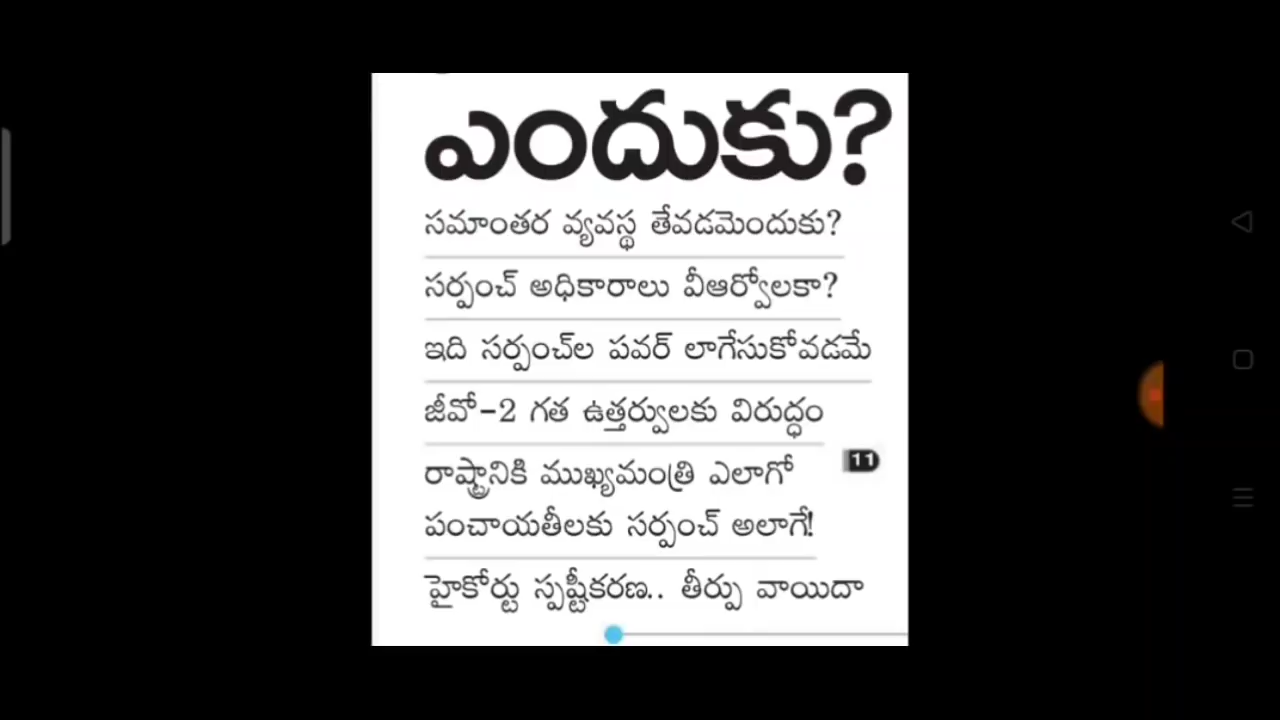 ఎందుకు?
సమాంతర వ్యవస్థ తేవడమెందుకు?
సర్పంచ్ అధికారాలు వీఆర్వోలకా?
ఇది సర్పంచ్‌ల పవర్ లాగేసుకోవడమే
జీవో-2 గత ఉత్తర్వులకు విరుద్ధం
రాష్ట్రానికి ముఖ్యమంత్రి ఎలాగో
11
పంచాయతీలకు సర్పంచ్ అలాగే!
హైకోర్టు స్పష్టీకరణ.. తీర్పు వాయిదా